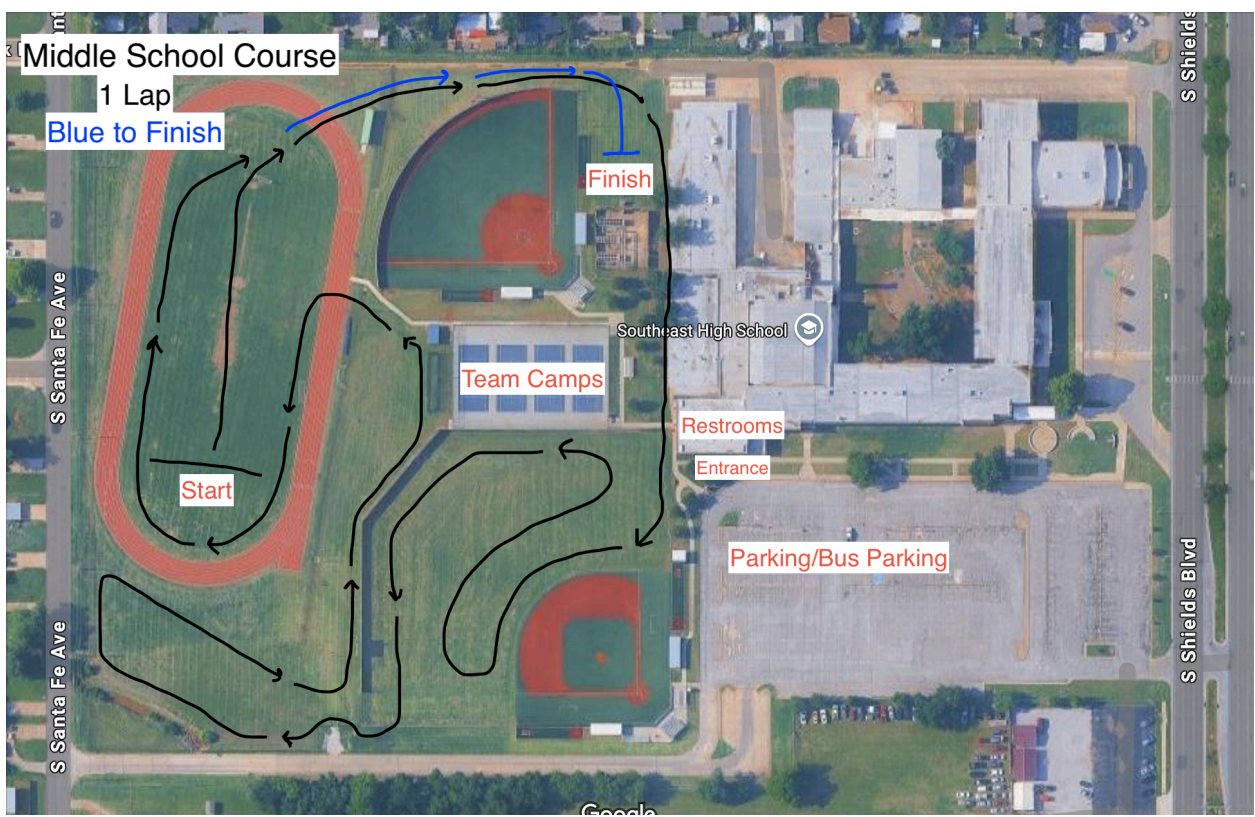 Middle School Course
1 Lap
Blue to Finish
Finish
Southeast High School
Team Camps
Restrooms
Entrance
Start
Parking/Bus Parking
S Santa Fe Ave
S Santa Fe Ave
S Shields
S Shields Blvd
Google